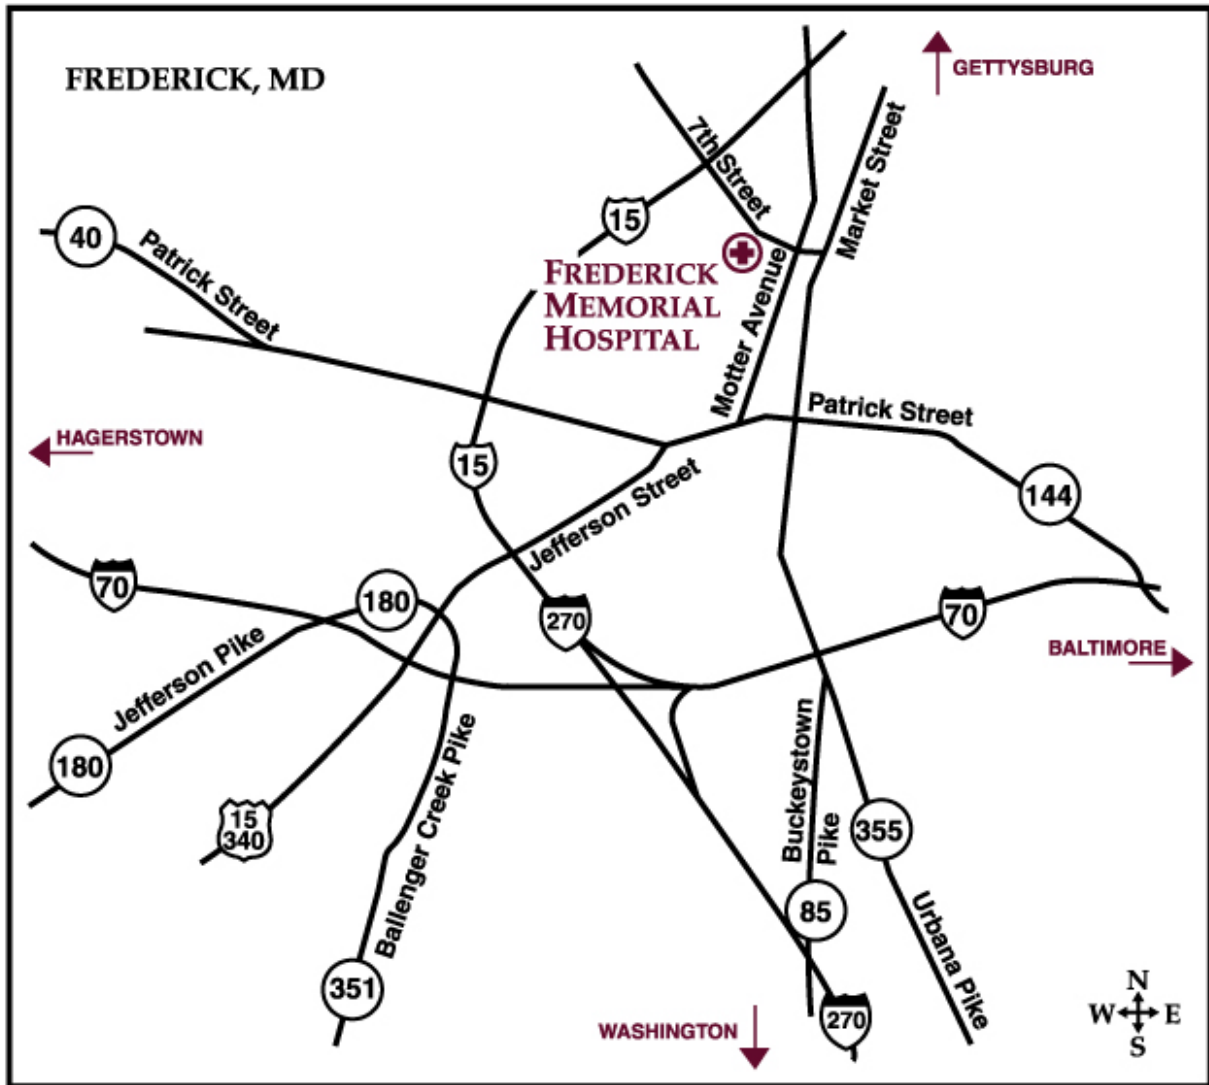 FREDERICK, MD
GETTYSBURG
7th Street
Market Street
15
40
Patrick Street
FREDERICK
MEMORIAL
HOSPITAL
Motter Avenue
Patrick Street
HAGERSTOWN
15
144
Jefferson Street
70
180
270
70
Jefferson Pike
BALTIMORE
180
15
340
Ballenger Creek Pike
Buckeystown
Pike
355
85
Urbana Pike
351
270
WASHINGTON
N
W E
S